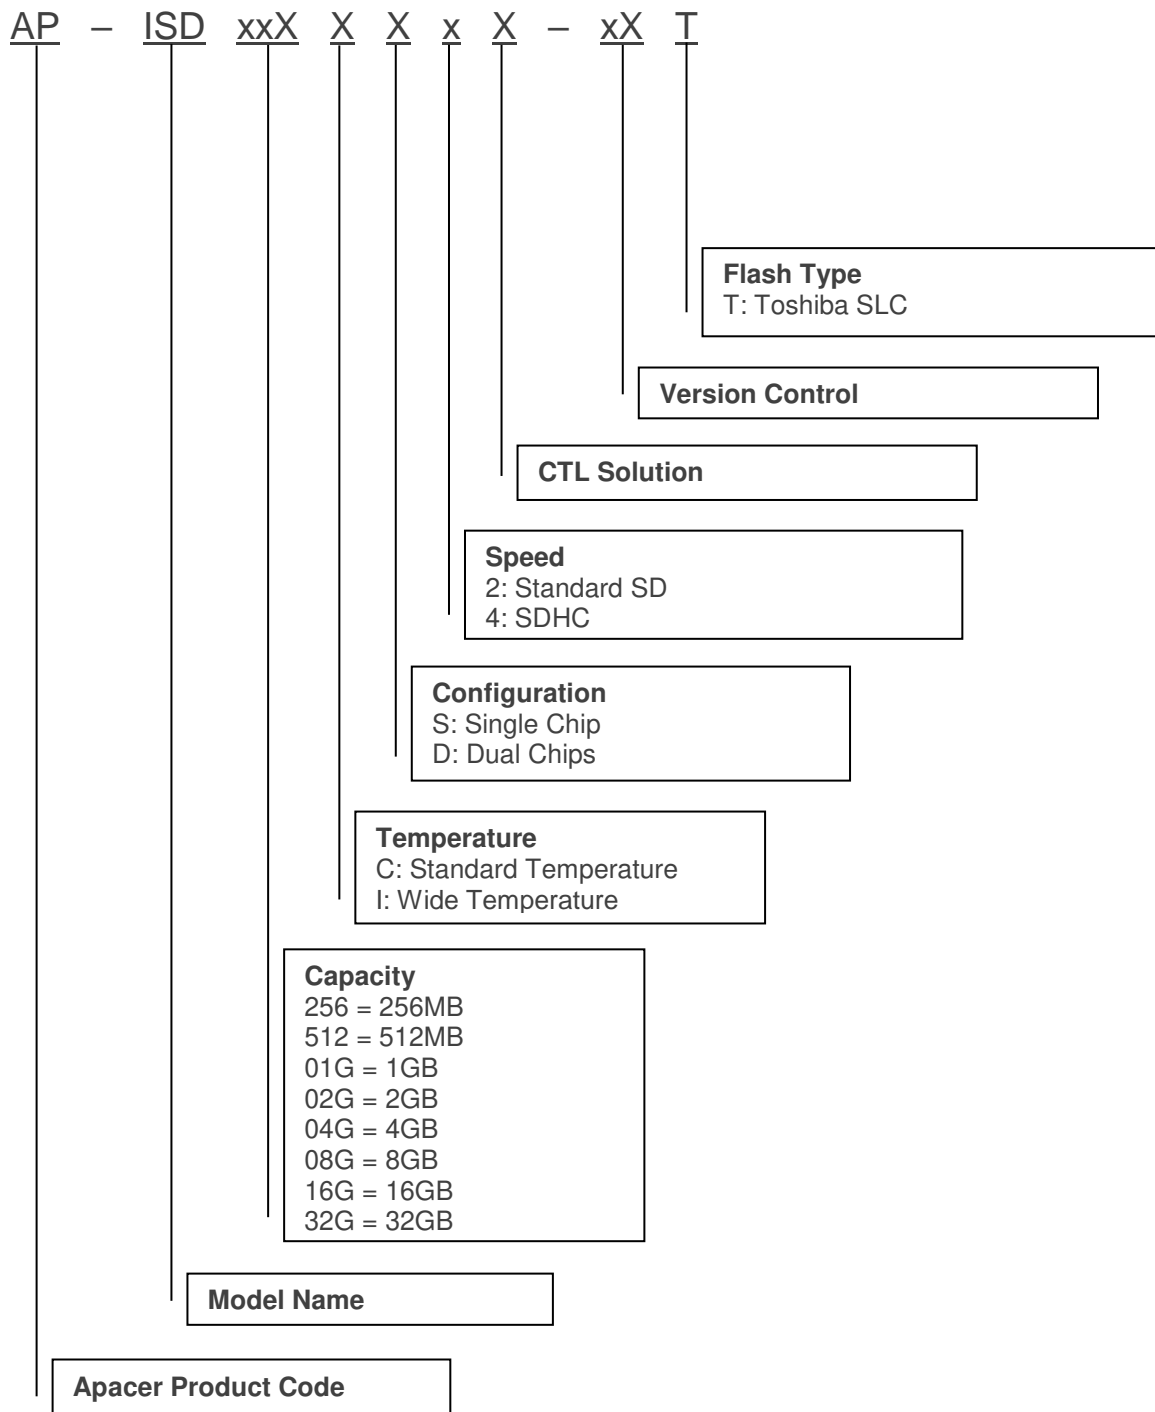 AP – ISD xxX X X x X – xX T
Flash Type
T: Toshiba SLC
Version Control
CTL Solution
Speed
2: Standard SD
4: SDHC
Configuration
S: Single Chip
D: Dual Chips
Temperature
C: Standard Temperature
I: Wide Temperature
Capacity
256 = 256MB
512 = 512MB
01G = 1GB
02G = 2GB
04G = 4GB
08G = 8GB
16G = 16GB
32G = 32GB
Model Name
Apacer Product Code